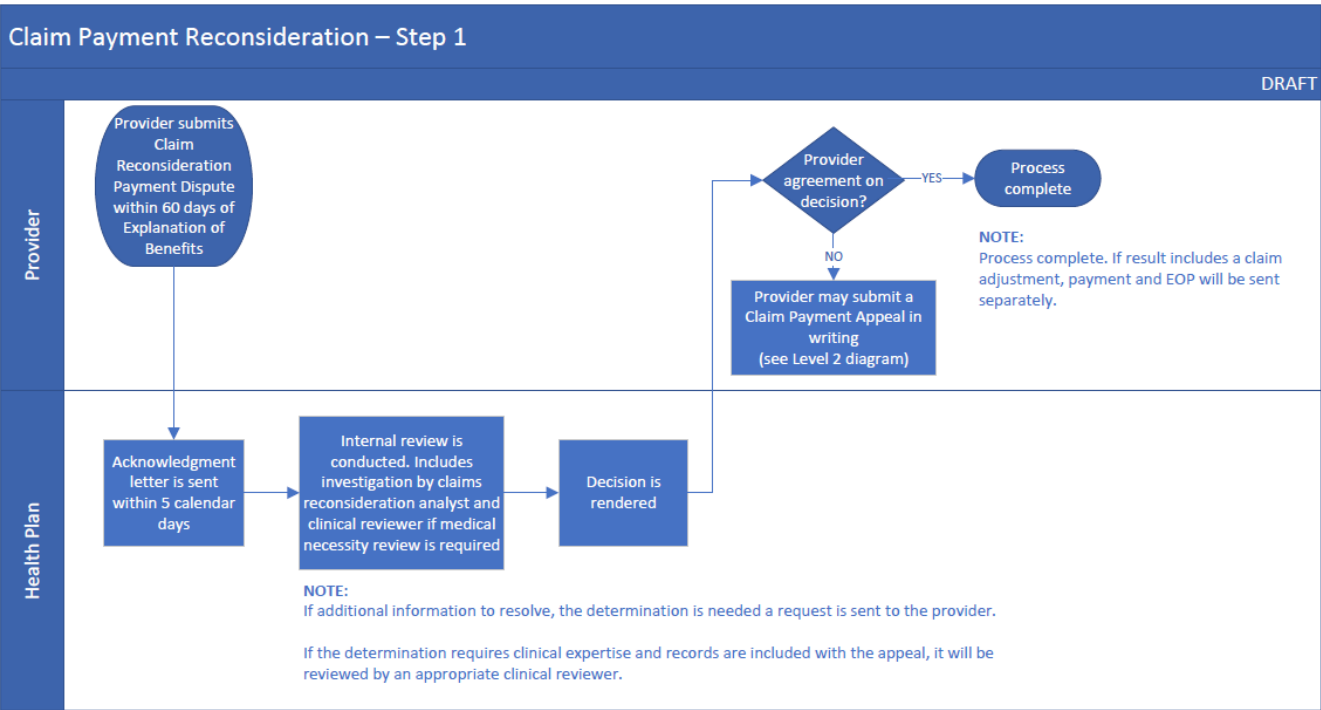 Claim Payment Reconsideration – Step 1
DRAFT
Provider
Provider submits
Claim
Reconsideration
Payment Dispute
within 60 days of
Explanation of
Benefits
Provider
agreement on
decision?
YES
Process
complete
NOTE:
Process complete. If result includes a claim
adjustment, payment and EOP will be sent
separately.
NO
Provider may submit a
Claim Payment Appeal in
writing
(see Level 2 diagram)
Health Plan
Acknowledgment
letter is sent
within 5 calendar
days
Internal review is
conducted. Includes
investigation by claims
reconsideration analyst and
clinical reviewer if medical
necessity review is required
Decision is
rendered
NOTE:
If additional information to resolve, the determination is needed a request is sent to the provider.
If the determination requires clinical expertise and records are included with the appeal, it will be
reviewed by an appropriate clinical reviewer.